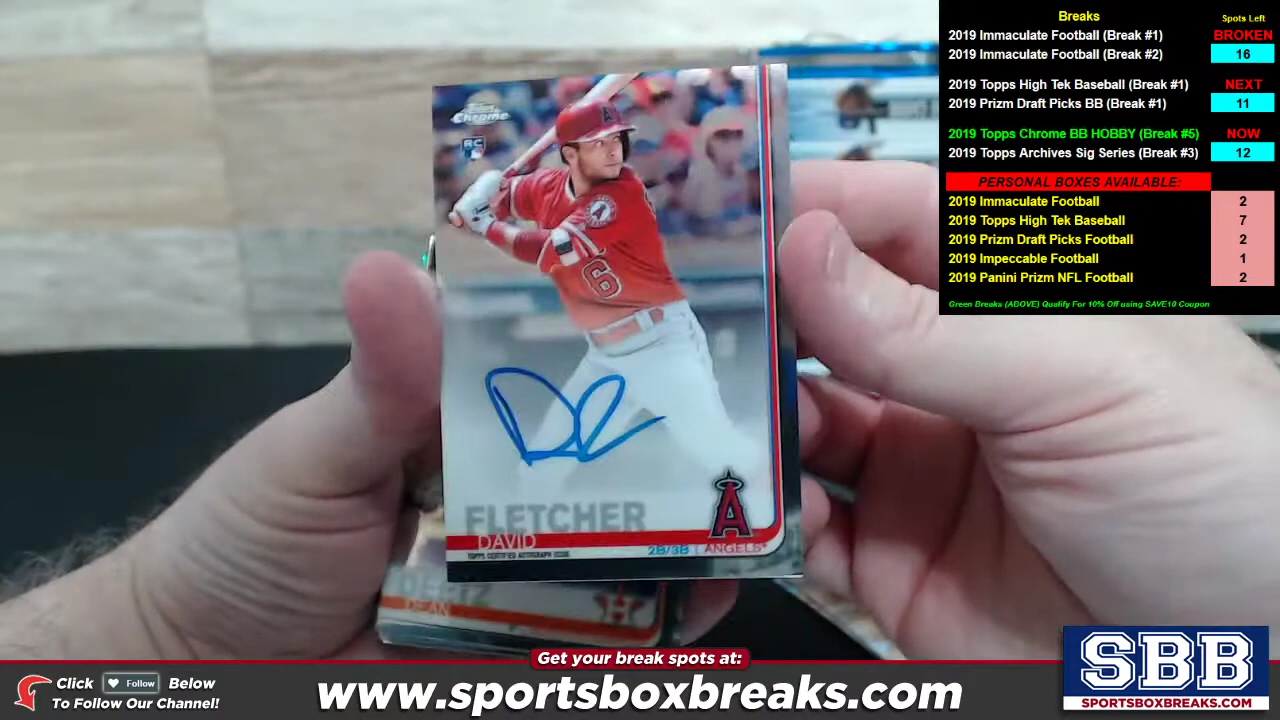 Breaks Spots Left
2019 Immaculate Football (Break #1) BROKEN
2019 Immaculate Football (Break #2) 16
2019 Topps High Tek Baseball (Break #1) NEXT
2019 Prizm Draft Picks BB (Break #1) 11
2019 Topps Chrome BB HOBBY (Break #5) NOW
2019 Topps Archives Sig Series (Break #3) 12
PERSONAL BOXES AVAILABLE:
2019 Immaculate Football 2
2019 Topps High Tek Baseball 7
2019 Prizm Draft Picks Football 2
2019 Impeccable Football 1
2019 Panini Prizm NFL Football 2
Green Breaks (ABOVE) Qualify For 10% Off using SAVE10 Coupon
Chrome
RC
A
6
FLETCHER
DAVID
TOPPS CERTIFIED AUTOGRAPH ISSUE
2B/3B | ANGELS
A
DEAN
H
Get your break spots at:
Click Follow Below
To Follow Our Channel!
www.sportsboxbreaks.com
SBB
SPORTSBOXBREAKS.COM